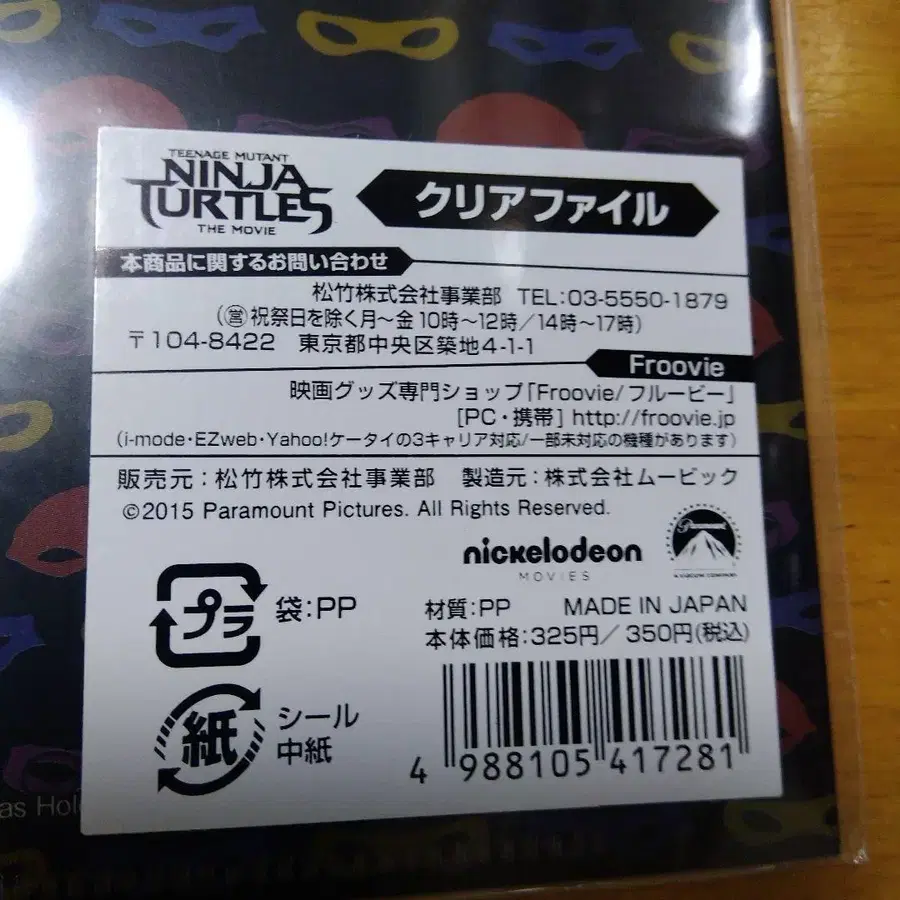 TEENAGE MUTANT
NINJA
TURTLES
THE MOVIE
クリアファイル
本商品に関するお問い合わせ
松竹株式会社事業部 TEL:03-5550-1879
(営祝祭日を除く月~金 10時~12時/14時~17時)
〒104-8422 東京都中央区築地4-1-1
Froovie
映画グッズ専門ショップ「Froovie/フルービー」
[PC・携帯] http://froovie.jp
(i-mode・EZweb・Yahoo!ケータイの3キャリア対応/一部未対応の機種があります)
販売元:松竹株式会社事業部 製造元:株式会社ムービック
©2015 Paramount Pictures. All Rights Reserved.
nickelodeon
MOVIES
Paramount
A VIACOM COMPANY
プラ 袋:PP
材質:PP MADE IN JAPAN
本体価格:325円/350円(税込)
紙 シール
中紙
4 988105 417281
as